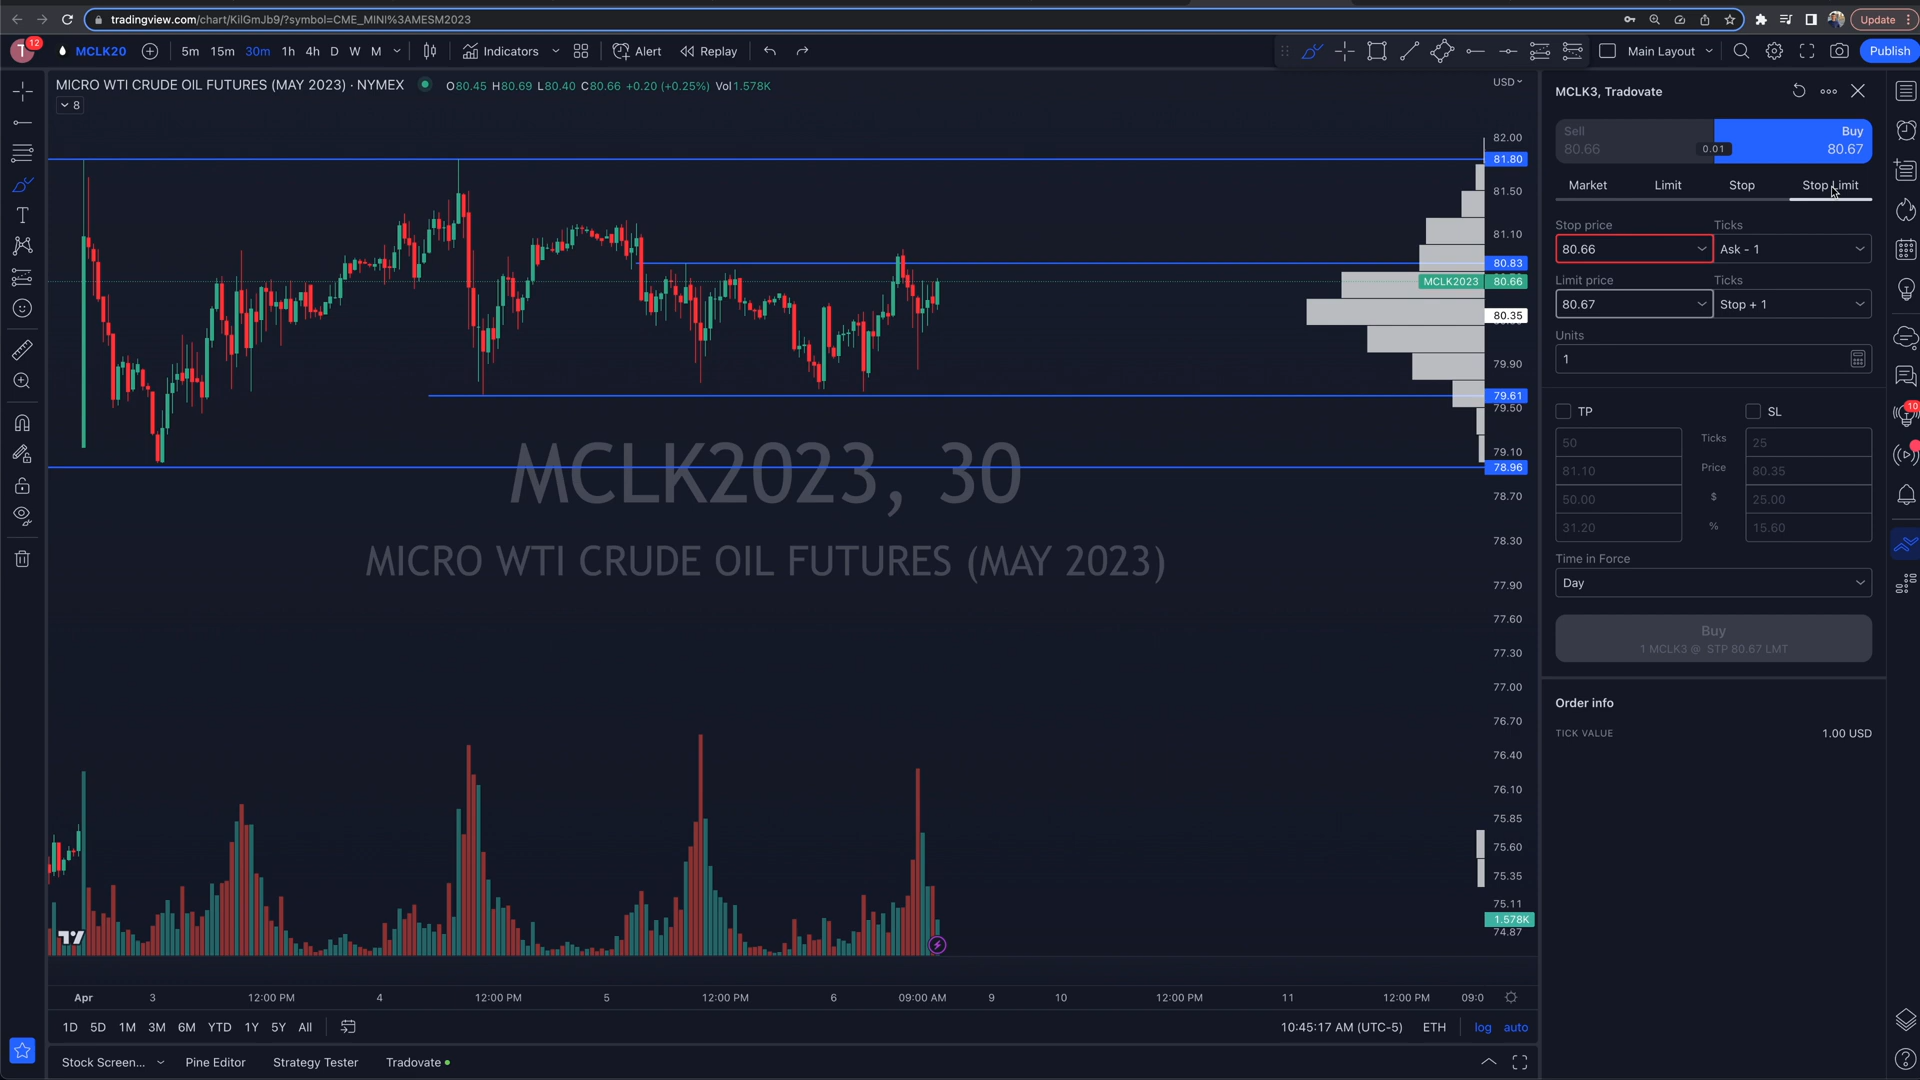 tradingview.com/chart/KilGmJb9/?symbol=CME_MINI%3AMESM2023
Update
T
12
MCLK20
5m 15m 30m 1h 4h D W M
Indicators
Alert
Replay
Main Layout
Publish
MICRO WTI CRUDE OIL FUTURES (MAY 2023) · NYMEX
O80.45 H80.69 L80.40 C80.66 +0.20 (+0.25%) Vol1.578K
8
USD
82.00
81.80
81.50
81.10
80.83
MCLK2023 80.66
80.35
79.90
79.61
79.50
79.10
78.96
78.70
78.30
77.90
77.60
77.30
77.00
76.70
76.40
76.10
75.85
75.60
75.35
75.11
1.578K
74.87
MCLK2023, 30
MICRO WTI CRUDE OIL FUTURES (MAY 2023)
Apr 3 12:00 PM 4 12:00 PM 5 12:00 PM 6 09:00 AM 9 10 12:00 PM 11 12:00 PM 09:0
1D 5D 1M 3M 6M YTD 1Y 5Y All
10:45:17 AM (UTC-5) ETH log auto
Stock Screen... Pine Editor Strategy Tester Tradovate
MCLK3, Tradovate
Sell Buy
80.66 0.01 80.67
Market Limit Stop Stop Limit
Stop price Ticks
80.66 Ask - 1
Limit price Ticks
80.67 Stop + 1
Units
1
TP SL
50 Ticks 25
81.10 Price 80.35
50.00 $ 25.00
31.20 % 15.60
Time in Force
Day
Buy
1 MCLK3 @ STP 80.67 LMT
Order info
TICK VALUE 1.00 USD
10